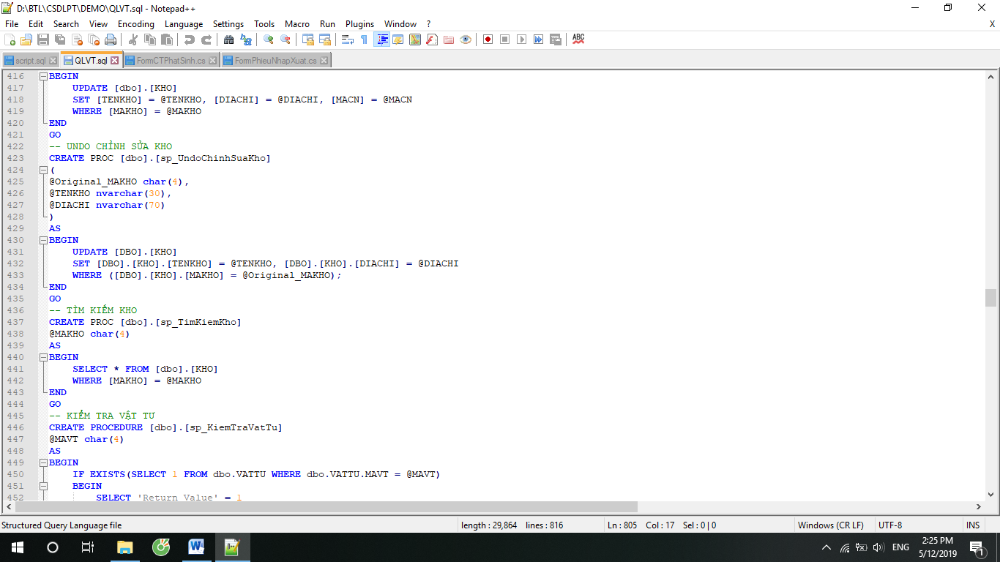 D:\BTL\CSDLPT\DEMO\QLVT.sql - Notepad++
File Edit Search View Encoding Language Settings Tools Macro Run Plugins Window ? X
script.sql QLVT.sql FormCTPhatSinh.cs FormPhieuNhapXuat.cs
416 BEGIN
417 UPDATE [dbo].[KHO]
418 SET [TENKHO] = @TENKHO, [DIACHI] = @DIACHI, [MACN] = @MACN
419 WHERE [MAKHO] = @MAKHO
420 END
421 GO
422 -- UNDO CHỈNH SỬA KHO
423 CREATE PROC [dbo].[sp_UndoChinhSuaKho]
424 (
425 @Original_MAKHO char(4),
426 @TENKHO nvarchar(30),
427 @DIACHI nvarchar(70)
428 )
429 AS
430 BEGIN
431 UPDATE [DBO].[KHO]
432 SET [DBO].[KHO].[TENKHO] = @TENKHO, [DBO].[KHO].[DIACHI] = @DIACHI
433 WHERE ([DBO].[KHO].[MAKHO] = @Original_MAKHO);
434 END
435 GO
436 -- TÌM KIẾM KHO
437 CREATE PROC [dbo].[sp_TimKiemKho]
438 @MAKHO char(4)
439 AS
440 BEGIN
441 SELECT * FROM [dbo].[KHO]
442 WHERE [MAKHO] = @MAKHO
443 END
444 GO
445 -- KIỂM TRA VẬT TƯ
446 CREATE PROCEDURE [dbo].[sp_KiemTraVatTu]
447 @MAVT char(4)
448 AS
449 BEGIN
450 IF EXISTS(SELECT 1 FROM dbo.VATTU WHERE dbo.VATTU.MAVT = @MAVT)
451 BEGIN
452 SELECT 'Return Value' = 1
Structured Query Language file length : 29,864 lines : 816 Ln : 805 Col : 17 Sel : 0 | 0 Windows (CR LF) UTF-8 INS
ENG 2:25 PM
5/12/2019 1